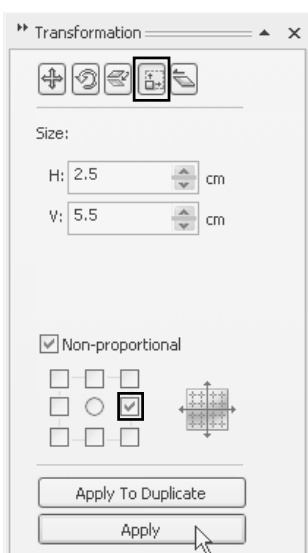 Transformation
Size:
H: 2.5 cm
V: 5.5 cm
Non-proportional
Apply To Duplicate
Apply